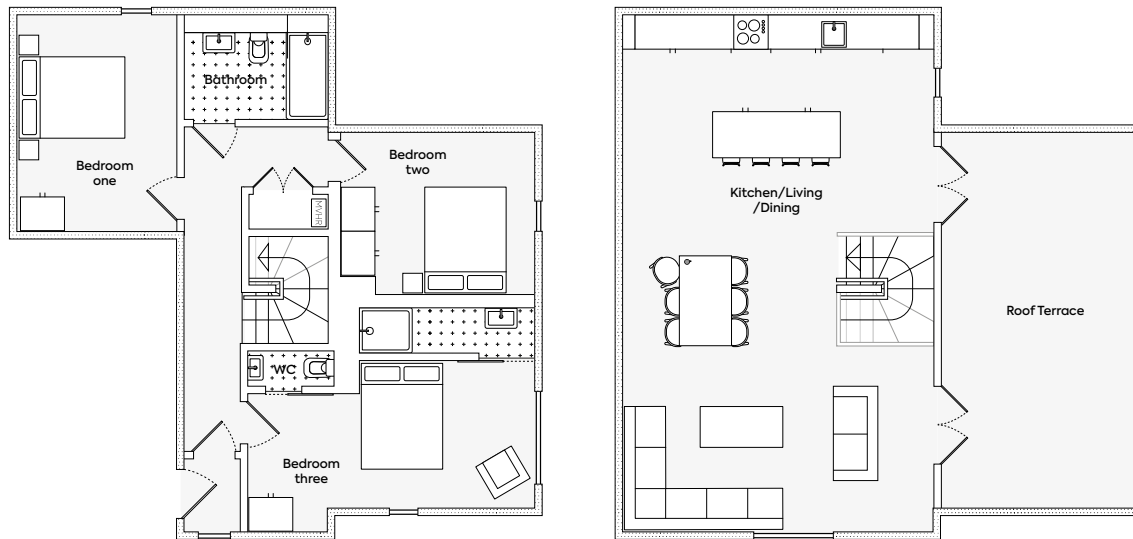 Bathroom
Bedroom
one
Bedroom
two
MVHR
WC
Bedroom
three
Kitchen/Living
/Dining
Roof Terrace